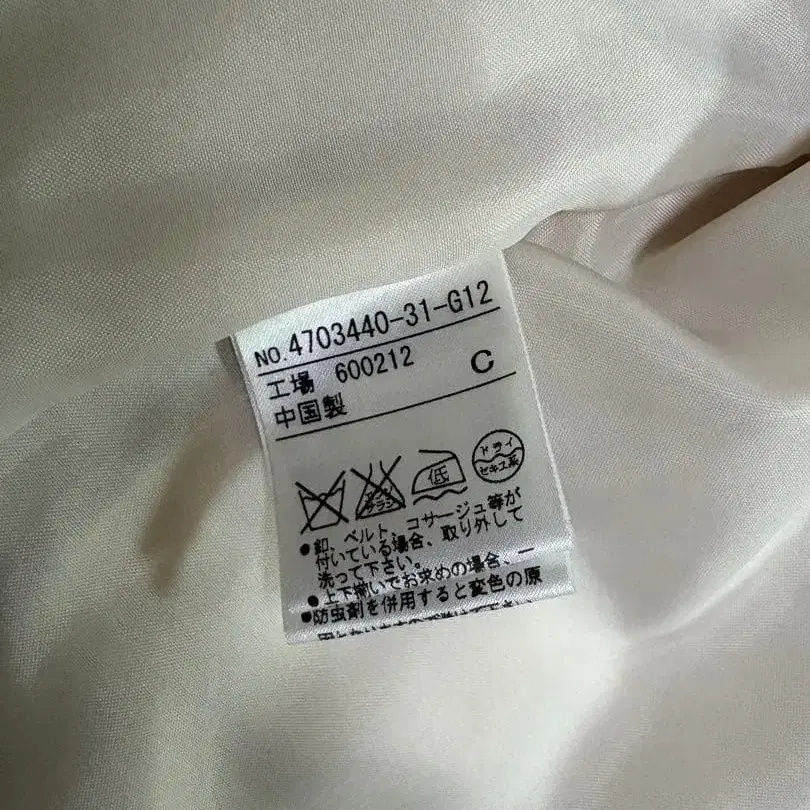 NO.4703440-31-G12
工場 600212 C
中国製
低
ドライ
セキユ系
●釦、ベルト、コサージュ等が
付いている場合、取り外して
洗って下さい。
●上下揃いでお求めの場合、一
●防虫剤を併用すると変色の原